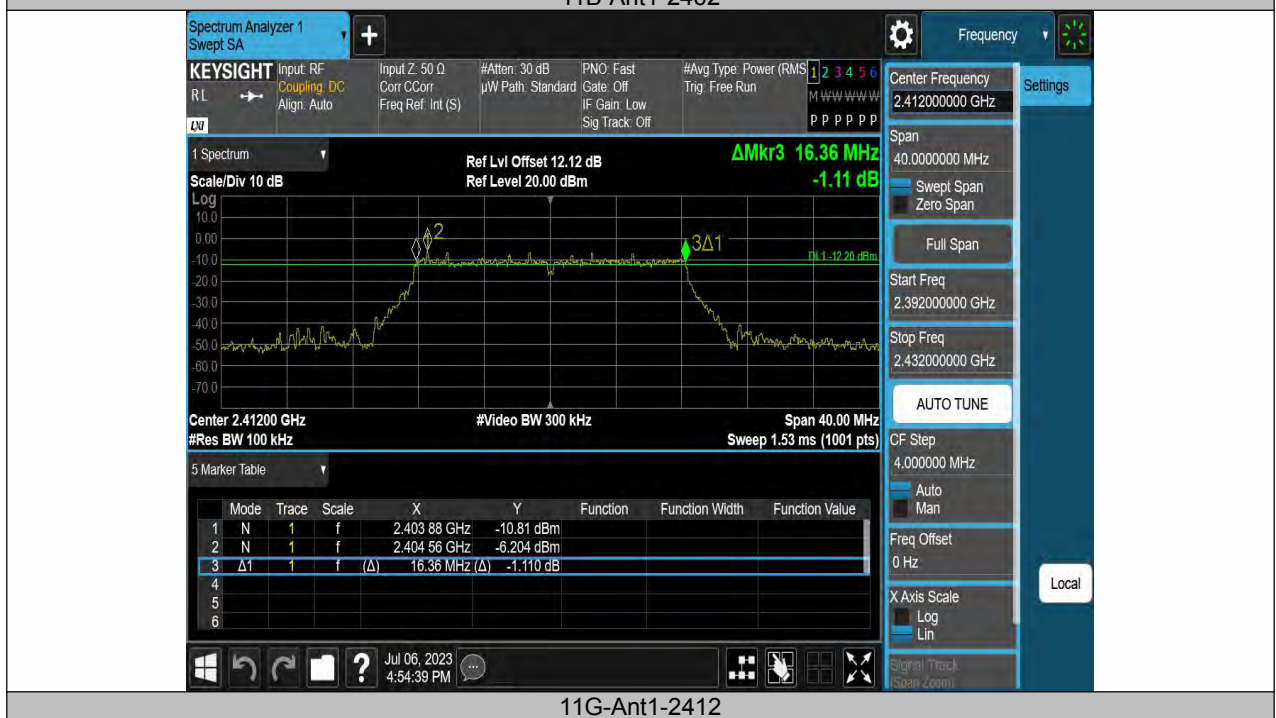 11B-Ant1-2462
Spectrum Analyzer 1
Swept SA
+
Frequency
KEYSIGHT
RL
LXI
Input: RF
Coupling: DC
Align: Auto
Input Z: 50 Ω
Corr CCorr
Freq Ref: Int (S)
#Atten: 30 dB
µW Path: Standard
PNO: Fast
Gate: Off
IF Gain: Low
Sig Track: Off
#Avg Type: Power (RMS
Trig: Free Run
1 2 3 4 5 6
M W W W W W
P P P P P P
Center Frequency
2.412000000 GHz
Settings
Span
40.0000000 MHz
Swept Span
Zero Span
Full Span
Start Freq
2.392000000 GHz
Stop Freq
2.432000000 GHz
AUTO TUNE
CF Step
4.000000 MHz
Auto
Man
Freq Offset
0 Hz
X Axis Scale
Log
Lin
Signal Track
(Span Zoom)
Local
1 Spectrum
Scale/Div 10 dB
Ref Lvl Offset 12.12 dB
Ref Level 20.00 dBm
ΔMkr3 16.36 MHz
-1.11 dB
Log
10.0
0.00
-10.0
-20.0
-30.0
-40.0
-50.0
-60.0
-70.0
2
3Δ1
DL1 -12.20 dBm
Center 2.41200 GHz
#Video BW 300 kHz
Span 40.00 MHz
#Res BW 100 kHz
Sweep 1.53 ms (1001 pts)
5 Marker Table
Mode Trace Scale X Y Function Function Width Function Value
1 N 1 f 2.403 88 GHz -10.81 dBm
2 N 1 f 2.404 56 GHz -6.204 dBm
3 Δ1 1 f (Δ) 16.36 MHz (Δ) -1.110 dB
4
5
6
?
Jul 06, 2023
4:54:39 PM
11G-Ant1-2412